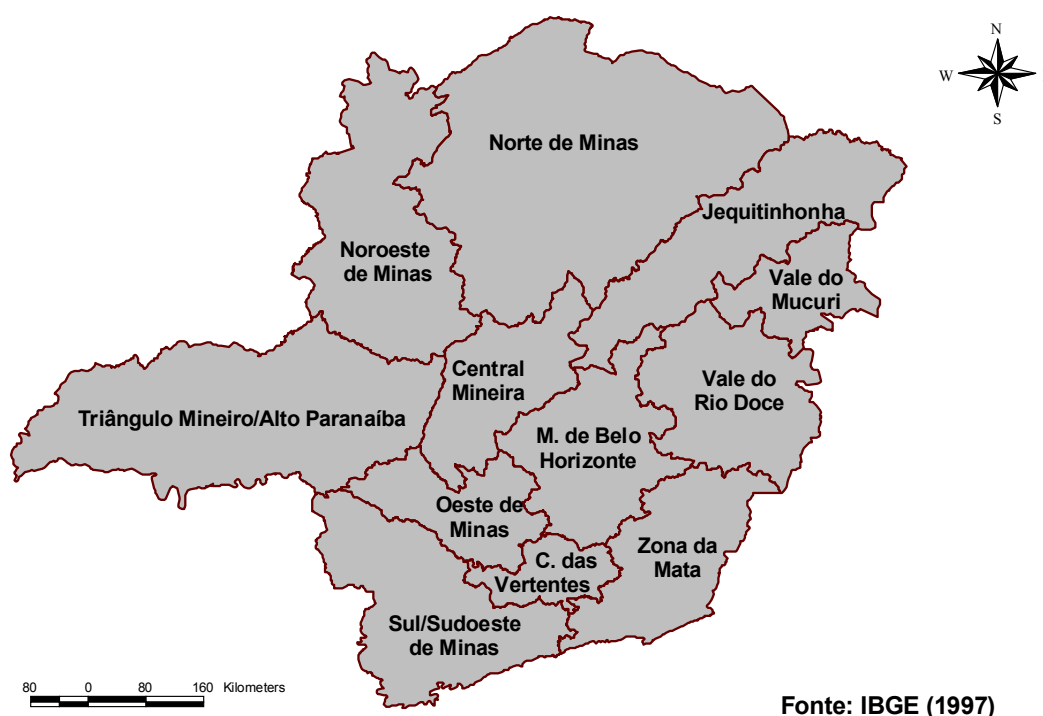 N
W
S
Norte de Minas
Jequitinhonha
Noroeste
de Minas
Vale do
Mucuri
Central
Mineira
Vale do
Rio Doce
Triângulo Mineiro/Alto Paranaíba
M. de Belo
Horizonte
Oeste de
Minas
Zona da
Mata
C. das
Vertentes
Sul/Sudoeste
de Minas
80 0 80 160 Kilometers
Fonte: IBGE (1997)